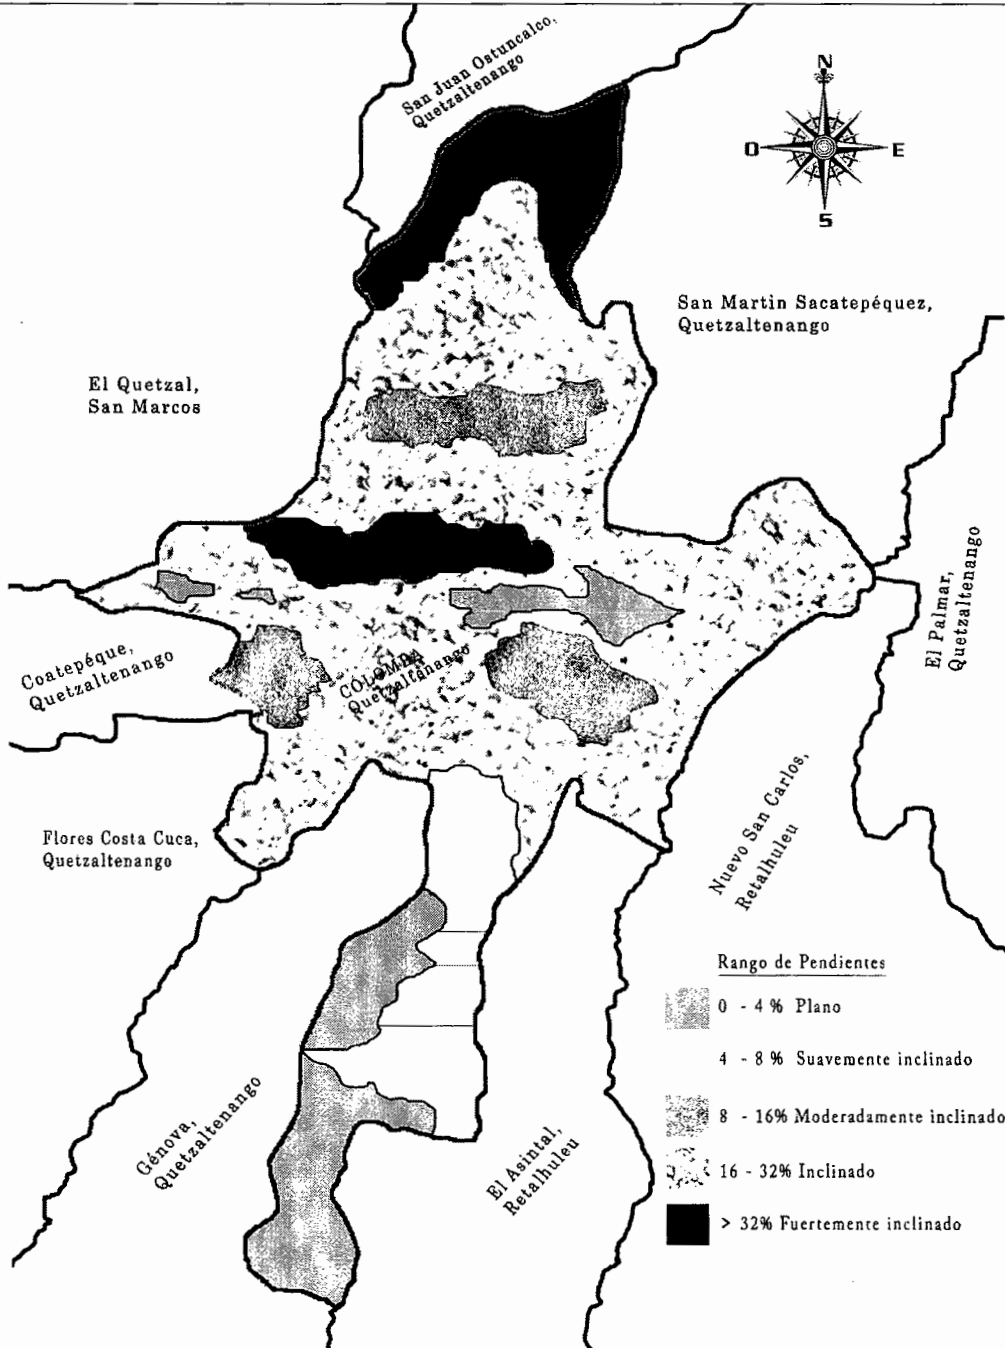 San Juan Ostuncalco,
Quetzaltenango
N
O
E
S
San Martin Sacatepéquez,
Quetzaltenango
El Quetzal,
San Marcos
El Palmar,
Quetzaltenango
Coatepéque,
Quetzaltenango
COLOMBA
Quetzaltenango
Flores Costa Cuca,
Quetzaltenango
Nuevo San Carlos,
Retalhuleu
Génova,
Quetzaltenango
El Asintal,
Retalhuleu
Rango de Pendientes
0 - 4 % Plano
4 - 8 % Suavemente inclinado
8 - 16% Moderadamente inclinado
16 - 32% Inclinado
> 32% Fuertemente inclinado